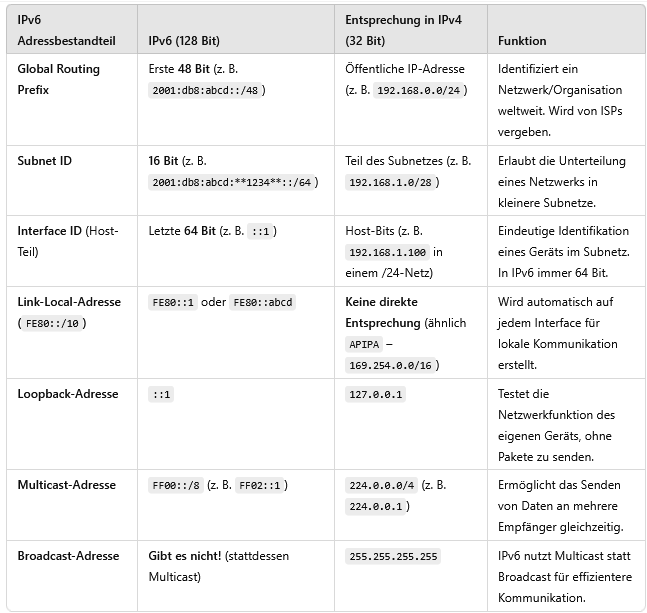 IPv6 Adressbestandteil | IPv6 (128 Bit) | Entsprechung in IPv4 (32 Bit) | Funktion
Global Routing Prefix | Erste 48 Bit (z. B. 2001:db8:abcd::/48) | Öffentliche IP-Adresse (z. B. 192.168.0.0/24) | Identifiziert ein Netzwerk/Organisation weltweit. Wird von ISPs vergeben.
Subnet ID | 16 Bit (z. B. 2001:db8:abcd:**1234**::/64) | Teil des Subnetzes (z. B. 192.168.1.0/28) | Erlaubt die Unterteilung eines Netzwerks in kleinere Subnetze.
Interface ID (Host-Teil) | Letzte 64 Bit (z. B. ::1) | Host-Bits (z. B. 192.168.1.100 in einem /24-Netz) | Eindeutige Identifikation eines Geräts im Subnetz. In IPv6 immer 64 Bit.
Link-Local-Adresse (FE80::/10) | FE80::1 oder FE80::abcd | Keine direkte Entsprechung (ähnlich APIPA – 169.254.0.0/16) | Wird automatisch auf jedem Interface für lokale Kommunikation erstellt.
Loopback-Adresse | ::1 | 127.0.0.1 | Testet die Netzwerkfunktion des eigenen Geräts, ohne Pakete zu senden.
Multicast-Adresse | FF00::/8 (z. B. FF02::1) | 224.0.0.0/4 (z. B. 224.0.0.1) | Ermöglicht das Senden von Daten an mehrere Empfänger gleichzeitig.
Broadcast-Adresse | Gibt es nicht! (stattdessen Multicast) | 255.255.255.255 | IPv6 nutzt Multicast statt Broadcast für effizientere Kommunikation.